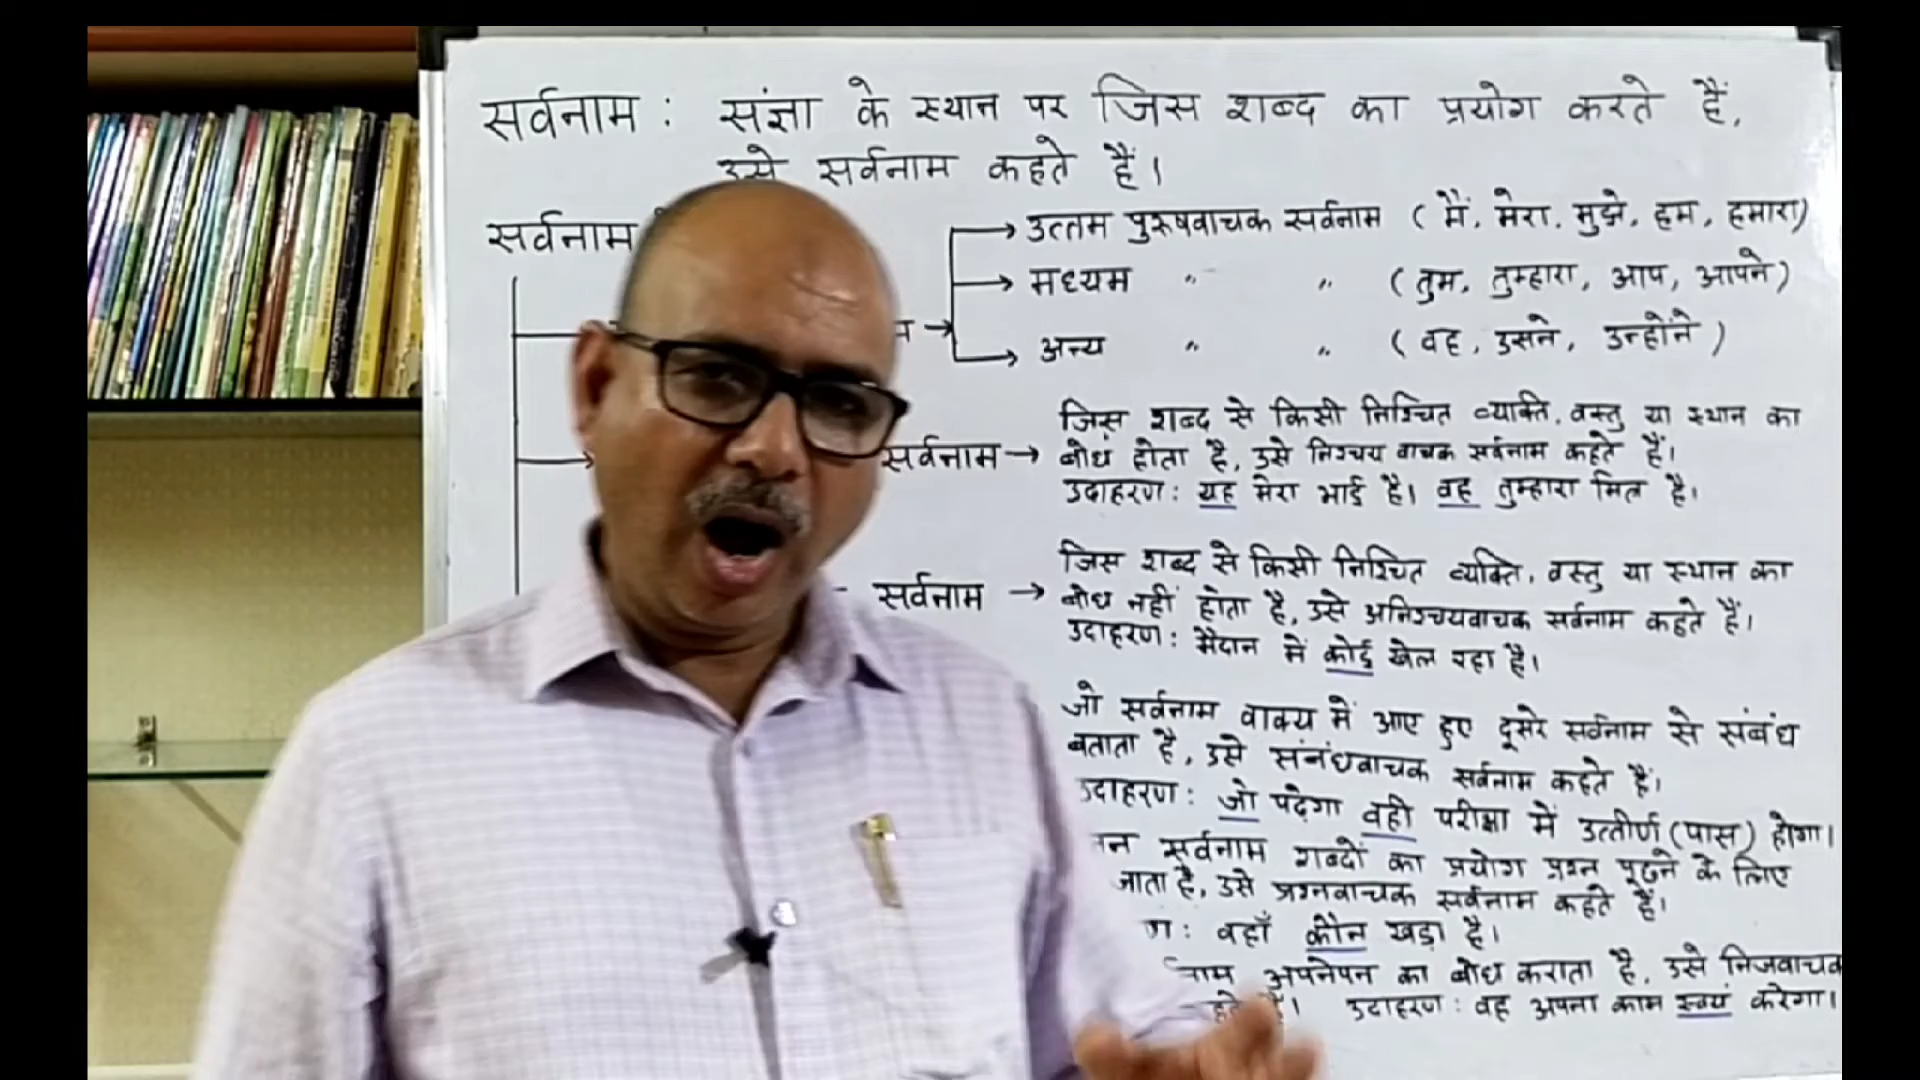 सर्वनाम : संज्ञा के स्थान पर जिस शब्द का प्रयोग करते हैं,
उसे सर्वनाम कहते हैं।
सर्वनाम
उत्तम पुरुषवाचक सर्वनाम ( मैं, मेरा, मुझे, हम, हमारा)
मध्यम " " ( तुम, तुम्हारा, आप, आपने)
अन्य " " ( वह, उसने, उन्होंने )
जिस शब्द से किसी निश्चित व्यक्ति, वस्तु या स्थान का
सर्वनाम → बोध होता है, उसे निश्चय वाचक सर्वनाम कहते हैं।
उदाहरण : यह मेरा भाई है। वह तुम्हारा मित्र है।
जिस शब्द से किसी निश्चित व्यक्ति, वस्तु या स्थान का
सर्वनाम → बोध नहीं होता है, उसे अनिश्चयवाचक सर्वनाम कहते हैं।
उदाहरण : मैदान में कोई खेल रहा है।
जो सर्वनाम वाक्य में आए हुए दूसरे सर्वनाम से संबंध
बताता है, उसे संबंधवाचक सर्वनाम कहते हैं।
उदाहरण : जो पढ़ेगा वही परीक्षा में उत्तीर्ण (पास) होगा।
सर्वनाम शब्दों का प्रयोग प्रश्न पूछने के लिए
जाता है, उसे प्रश्नवाचक सर्वनाम कहते हैं।
: वहाँ कौन खड़ा है।
अपनेपन का बोध कराता है, उसे निजवाचक
उदाहरण : वह अपना काम स्वयं करेगा।